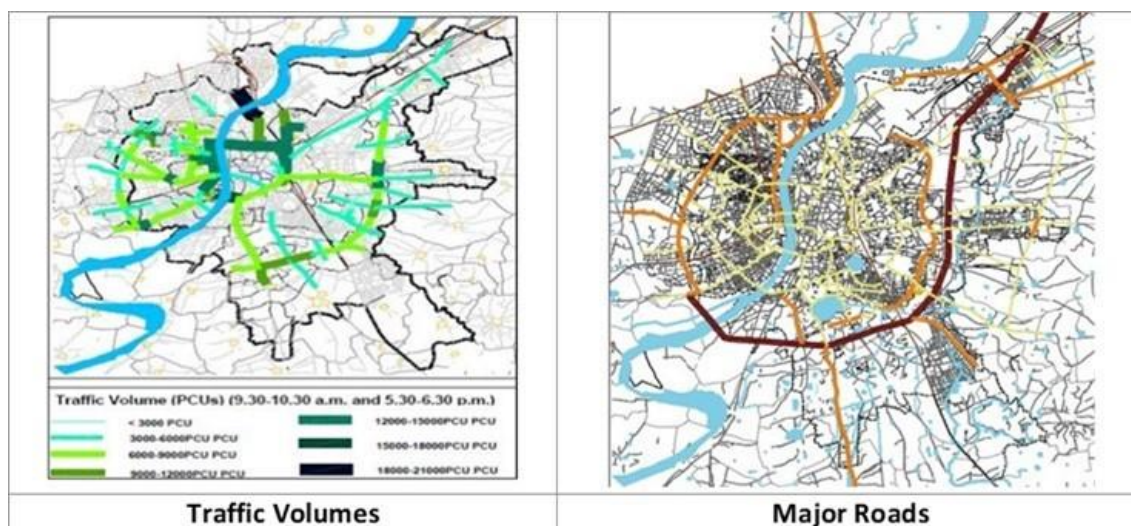 Traffic Volume (PCUs) (9.30-10.30 a.m. and 5.30-6.30 p.m.)
< 3000 PCU
3000-6000PCU PCU
6000-9000PCU PCU
9000-12000PCU PCU
12000-15000PCU PCU
15000-18000PCU PCU
18000-21000PCU PCU
Traffic Volumes
Major Roads